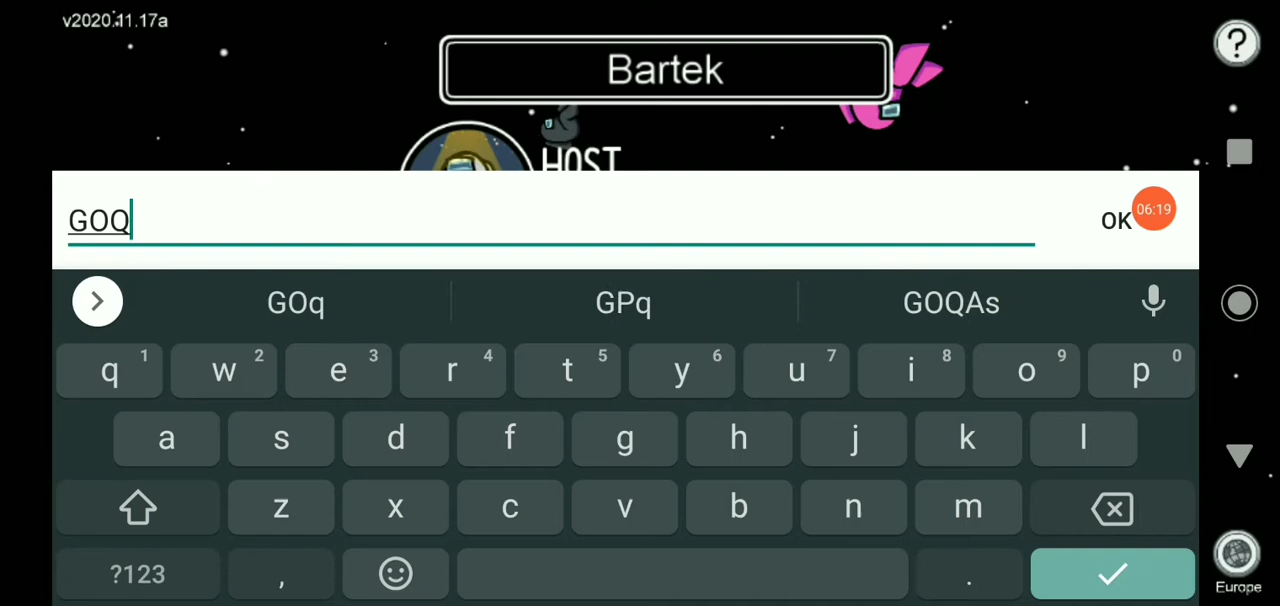 v2020.11.17a
Bartek
HOST
GOQ
OK
06:19
GOq GPq GOQAs
q 1 w 2 e 3 r 4 t 5 y 6 u 7 i 8 o 9 p 0
a s d f g h j k l
z x c v b n m
?123 , .
?
Europe